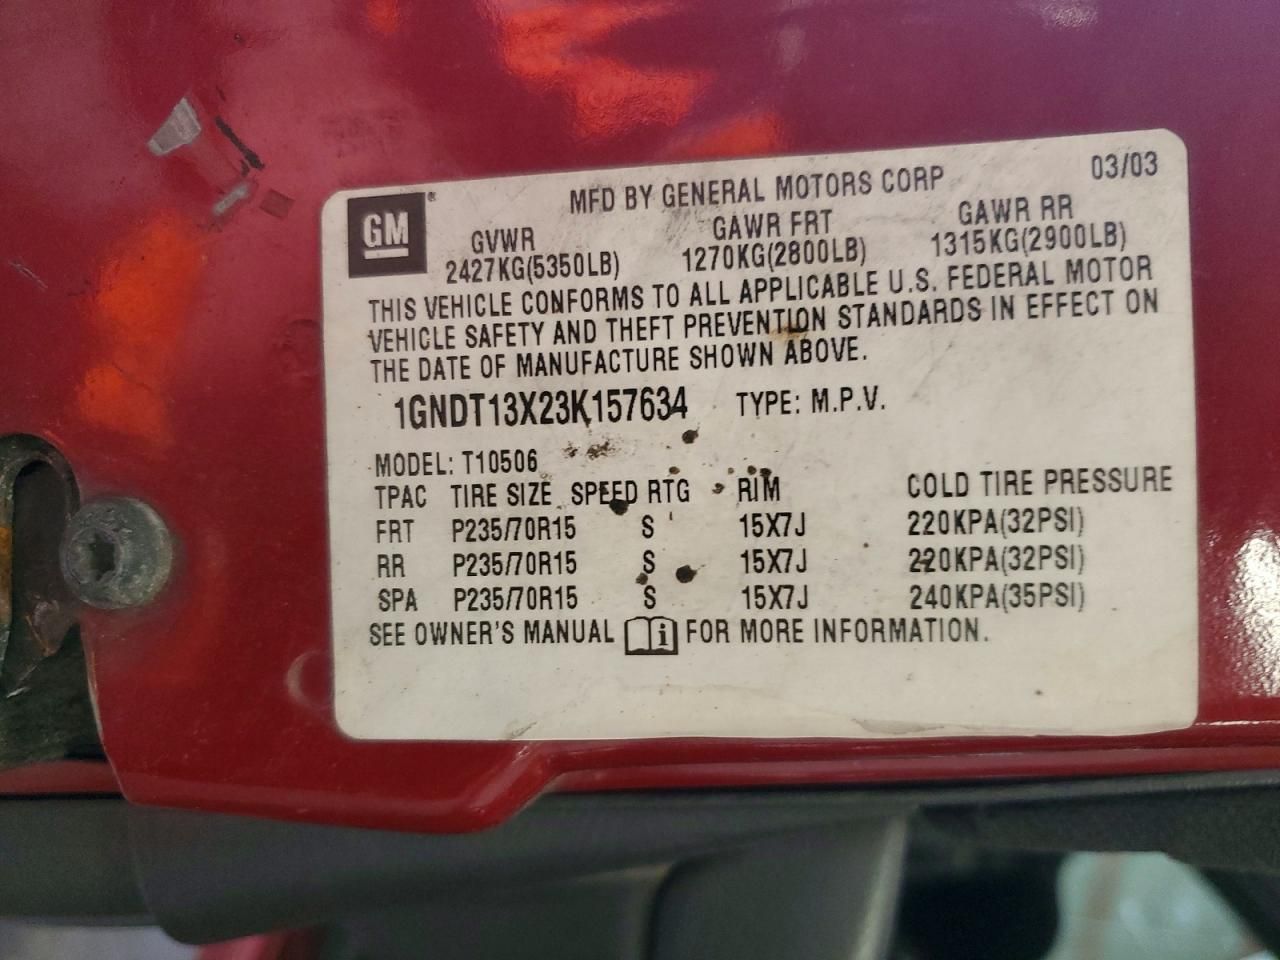 GM ®
MFD BY GENERAL MOTORS CORP 03/03
GVWR GAWR FRT GAWR RR
2427KG(5350LB) 1270KG(2800LB) 1315KG(2900LB)
THIS VEHICLE CONFORMS TO ALL APPLICABLE U.S. FEDERAL MOTOR
VEHICLE SAFETY AND THEFT PREVENTION STANDARDS IN EFFECT ON
THE DATE OF MANUFACTURE SHOWN ABOVE.
1GNDT13X23K157634 TYPE: M.P.V.
MODEL: T10506
TPAC TIRE SIZE SPEED RTG RIM COLD TIRE PRESSURE
FRT P235/70R15 S 15X7J 220KPA(32PSI)
RR P235/70R15 S 15X7J 220KPA(32PSI)
SPA P235/70R15 S 15X7J 240KPA(35PSI)
SEE OWNER'S MANUAL i FOR MORE INFORMATION.